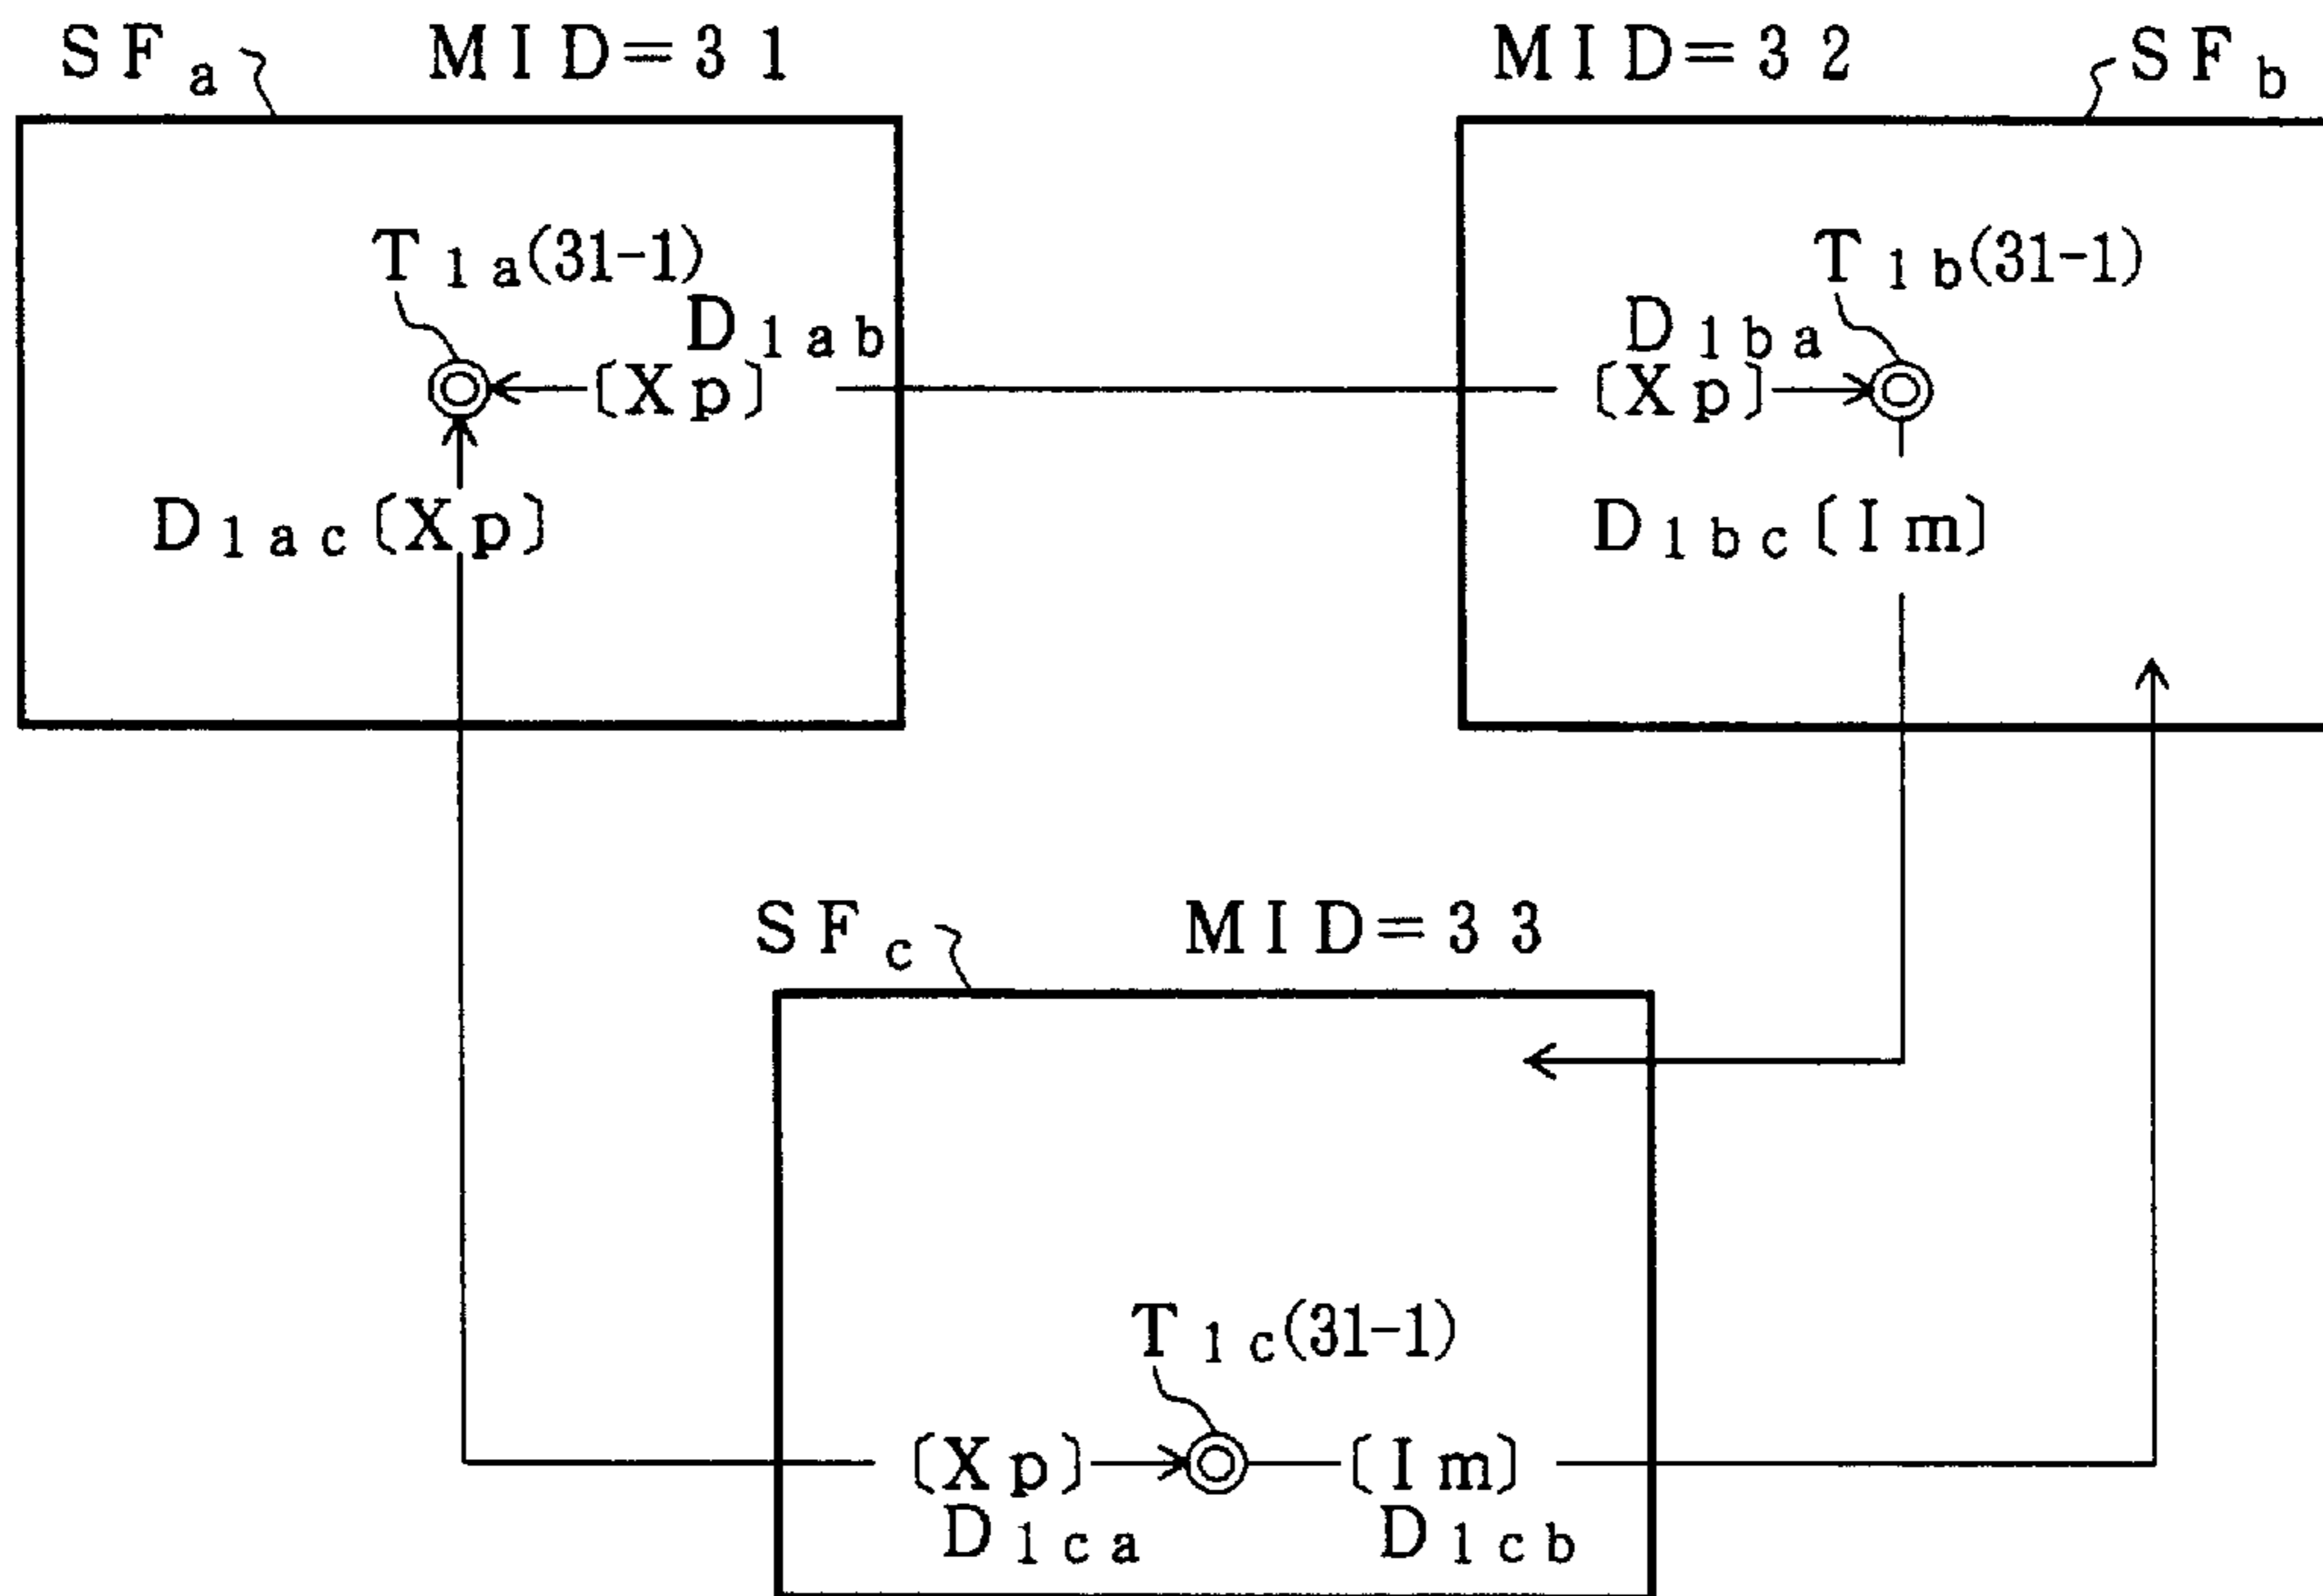 SFa MID=31 MID=32 SFb
T1a(31-1) T1b(31-1)
D1ab D1ba
[Xp] [Xp]
D1ac[Xp] D1bc[Im]
SFc MID=33
T1c(31-1)
[Xp] [Im]
D1ca D1cb